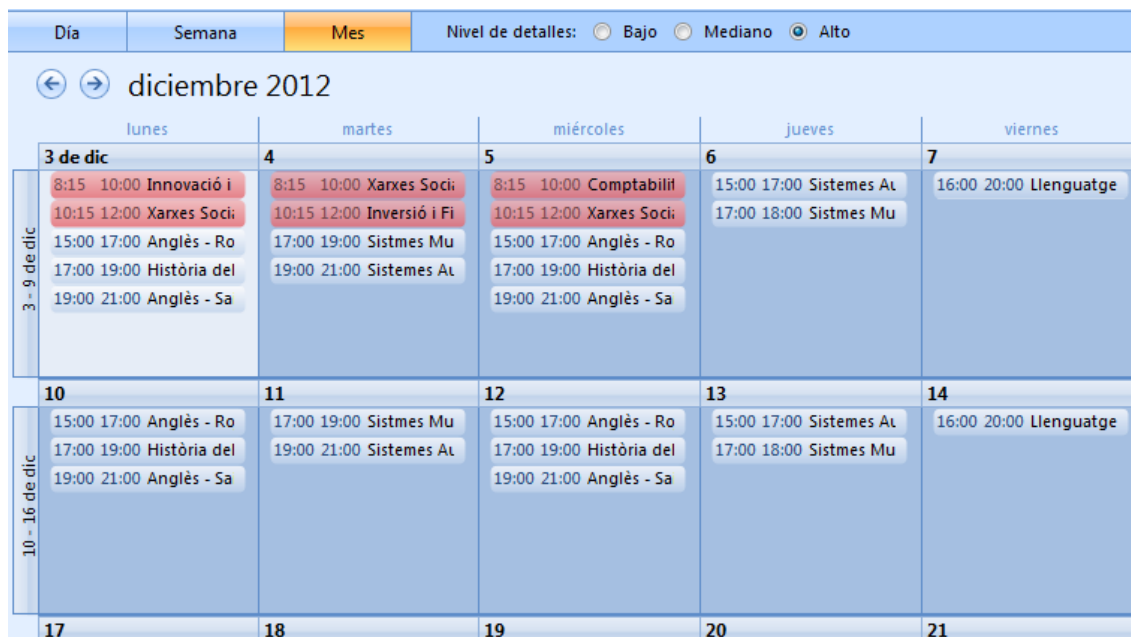 Día Semana Mes Nivel de detalles: Bajo Mediano Alto
diciembre 2012
lunes martes miércoles jueves viernes
3 de dic 4 5 6 7
8:15 10:00 Innovació i 8:15 10:00 Xarxes Soci 8:15 10:00 Comptabili 15:00 17:00 Sistemes Au 16:00 20:00 Llenguatge
10:15 12:00 Xarxes Soci 10:15 12:00 Inversió i Fi 10:15 12:00 Xarxes Soci 17:00 18:00 Sistmes Mu
15:00 17:00 Anglès - Ro 17:00 19:00 Sistmes Mu 15:00 17:00 Anglès - Ro
17:00 19:00 Història del 19:00 21:00 Sistemes Au 17:00 19:00 Història del
19:00 21:00 Anglès - Sa 19:00 21:00 Anglès - Sa
3 - 9 de dic
10 11 12 13 14
15:00 17:00 Anglès - Ro 17:00 19:00 Sistmes Mu 15:00 17:00 Anglès - Ro 15:00 17:00 Sistemes Au 16:00 20:00 Llenguatge
17:00 19:00 Història del 19:00 21:00 Sistemes Au 17:00 19:00 Història del 17:00 18:00 Sistmes Mu
19:00 21:00 Anglès - Sa 19:00 21:00 Anglès - Sa
10 - 16 de dic
17 18 19 20 21